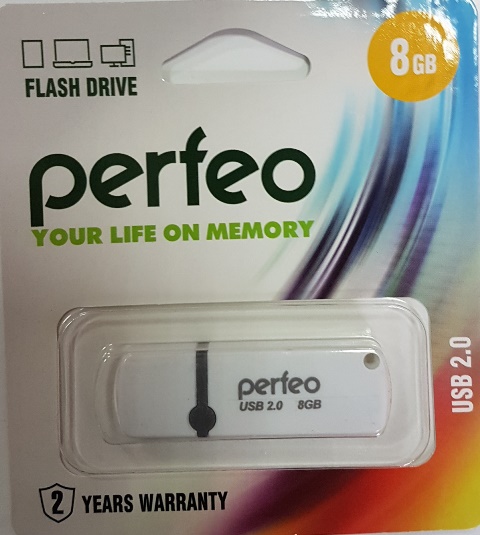 8GB
FLASH DRIVE
perfeo
YOUR LIFE ON MEMORY
perfeo
USB 2.0 8GB
USB 2.0
2 YEARS WARRANTY